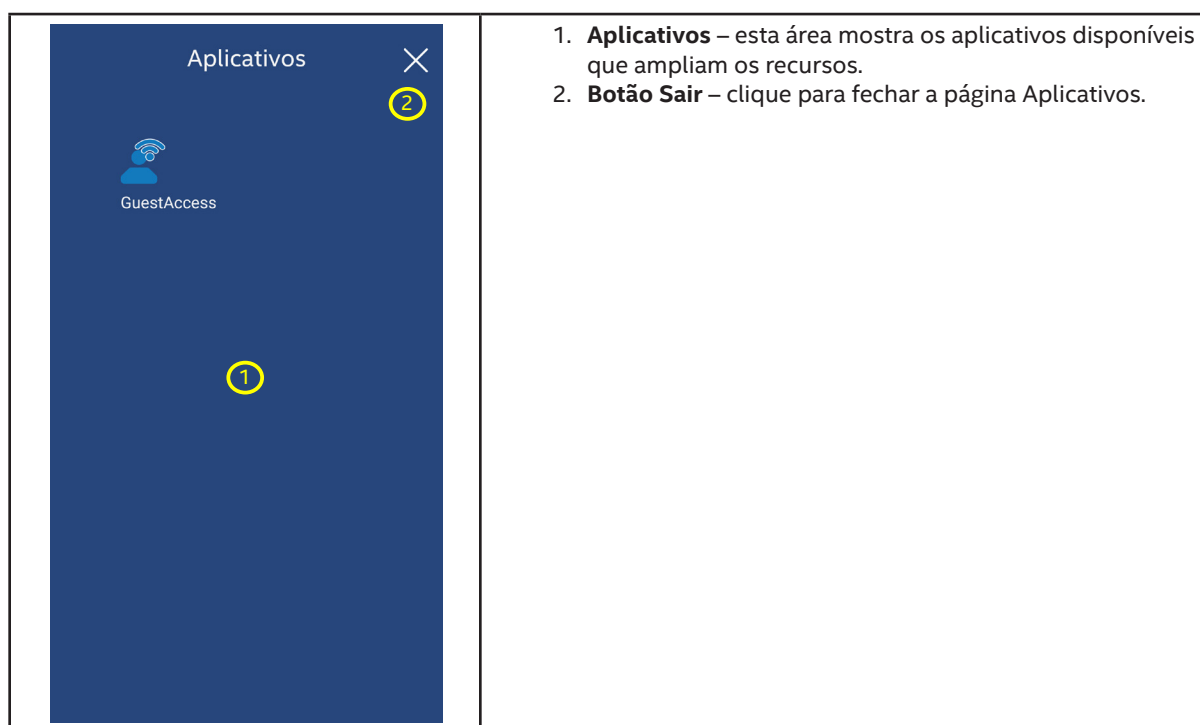 Aplicativos
2
GuestAccess
1
1. Aplicativos – esta área mostra os aplicativos disponíveis
que ampliam os recursos.
2. Botão Sair – clique para fechar a página Aplicativos.